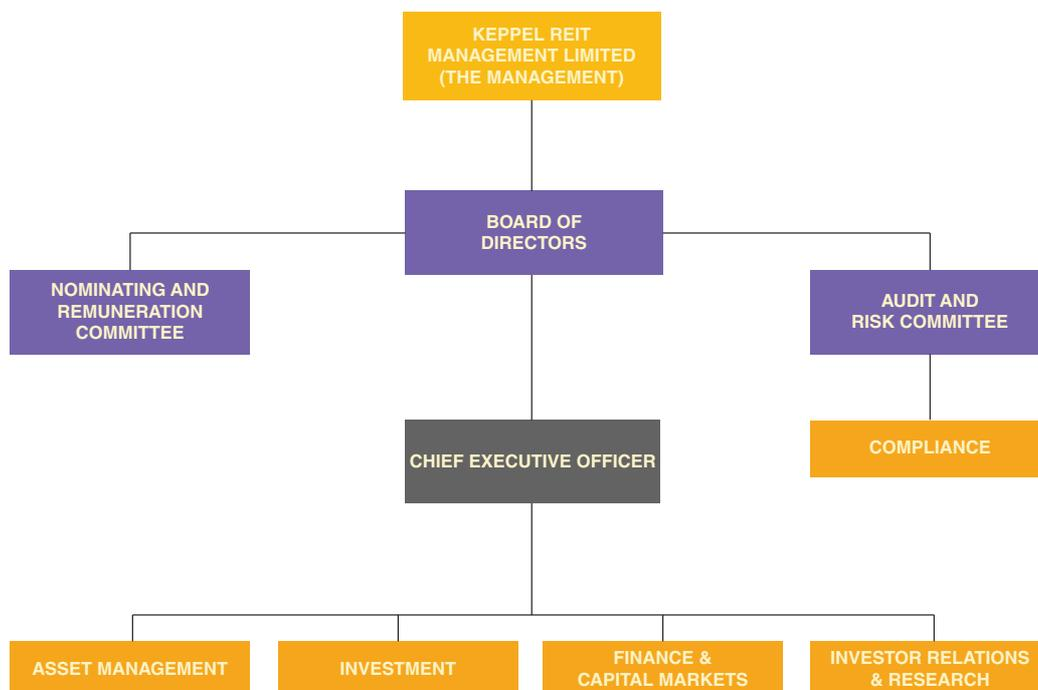 KEPPEL REIT
MANAGEMENT LIMITED
(THE MANAGEMENT)
BOARD OF
DIRECTORS
NOMINATING AND
REMUNERATION
COMMITTEE
AUDIT AND
RISK COMMITTEE
CHIEF EXECUTIVE OFFICER
COMPLIANCE
ASSET MANAGEMENT
INVESTMENT
FINANCE &
CAPITAL MARKETS
INVESTOR RELATIONS
& RESEARCH